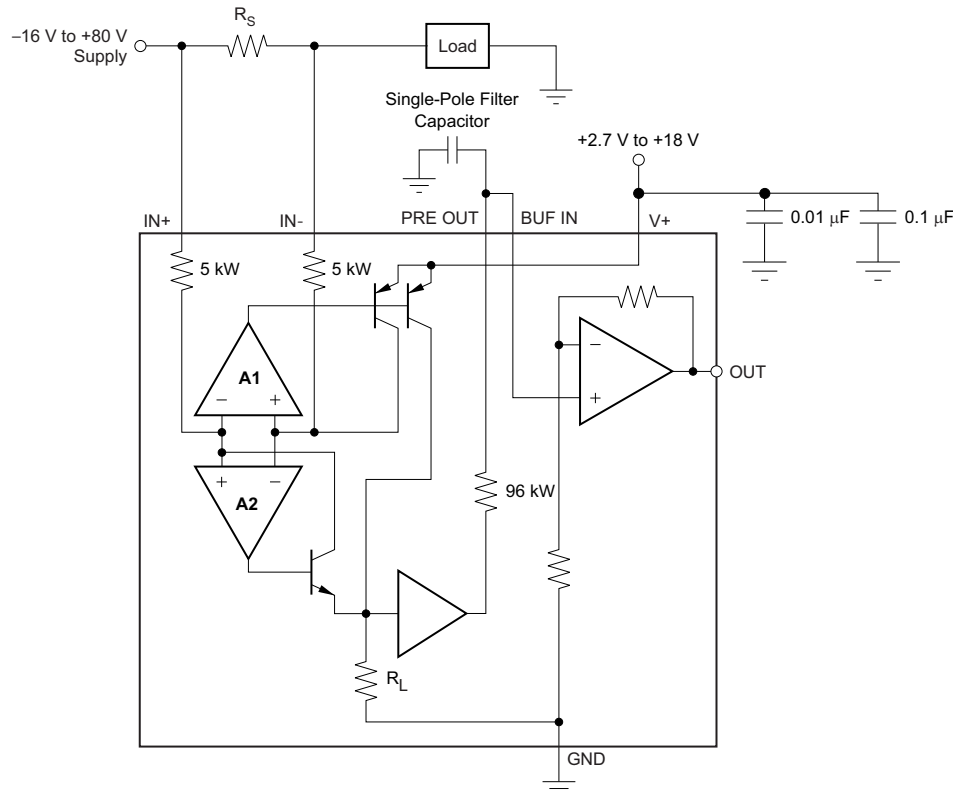 R_S
–16 V to +80 V
Supply
Load
Single-Pole Filter
Capacitor
+2.7 V to +18 V
IN+
IN-
PRE OUT
BUF IN
V+
0.01 μF
0.1 μF
5 kW
5 kW
A1
– +
–
+
OUT
+ –
A2
96 kW
R_L
GND